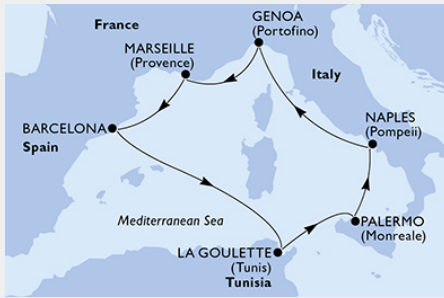 France
GENOA
(Portofino)
MARSEILLE
(Provence)
Italy
NAPLES
(Pompeii)
BARCELONA
Spain
Mediterranean Sea
PALERMO
(Monreale)
LA GOULETTE
(Tunis)
Tunisia